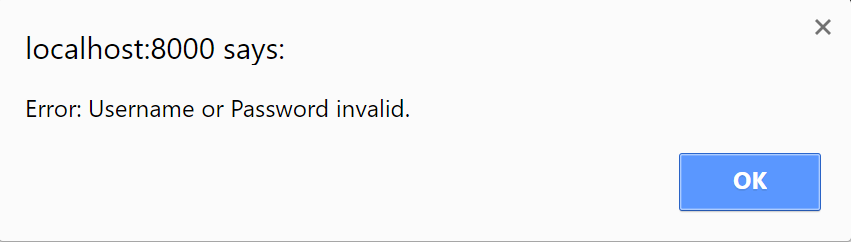 localhost:8000 says:
Error: Username or Password invalid.
OK